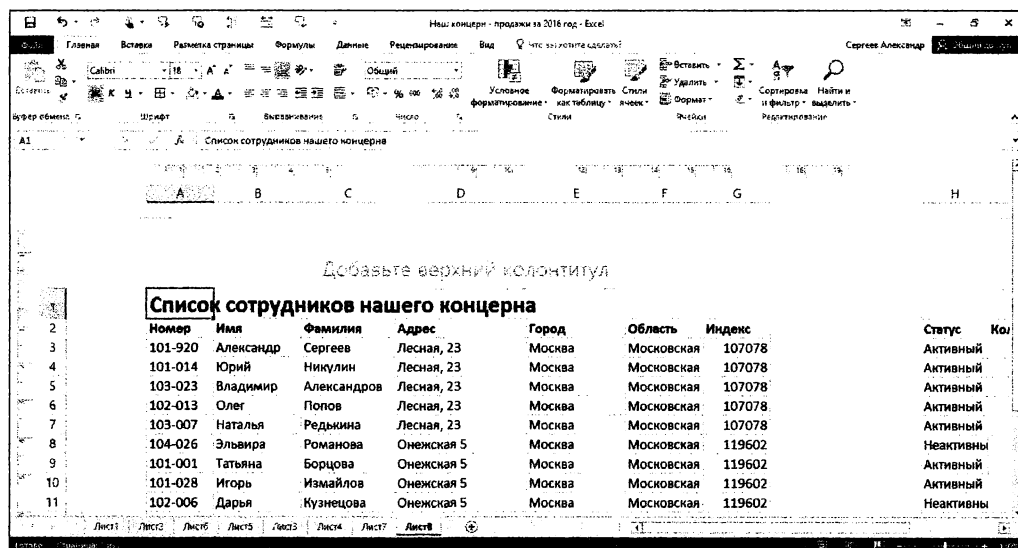 Наш концерн - продажи за 2016 год - Excel
Файл Главная Вставка Разметка страницы Формулы Данные Рецензирование Вид Что вы хотите сделать? Сергеев Александр
Calibri 18 Общий
Условное форматирование Форматировать как таблицу Стили ячеек
Вставить Удалить Формат
Сортировка и фильтр Найти и выделить
Буфер обмена Шрифт Выравнивание Число Стили Ячейки Редактирование
A1 Список сотрудников нашего концерна
A B C D E F G H
Добавьте верхний колонтитул
1 Список сотрудников нашего концерна
2 Номер Имя Фамилия Адрес Город Область Индекс Статус Кол
3 101-920 Александр Сергеев Лесная, 23 Москва Московская 107078 Активный
4 101-014 Юрий Никулин Лесная, 23 Москва Московская 107078 Активный
5 103-023 Владимир Александров Лесная, 23 Москва Московская 107078 Активный
6 102-013 Олег Попов Лесная, 23 Москва Московская 107078 Активный
7 103-007 Наталья Редькина Лесная, 23 Москва Московская 107078 Активный
8 104-026 Эльвира Романова Онежская 5 Москва Московская 119602 Неактивны
9 101-001 Татьяна Борцова Онежская 5 Москва Московская 119602 Активный
10 101-028 Игорь Измайлов Онежская 5 Москва Московская 119602 Активный
11 102-006 Дарья Кузнецова Онежская 5 Москва Московская 119602 Неактивны
Лист1 Лист2 Лист6 Лист5 Лист3 Лист4 Лист7 Лист8